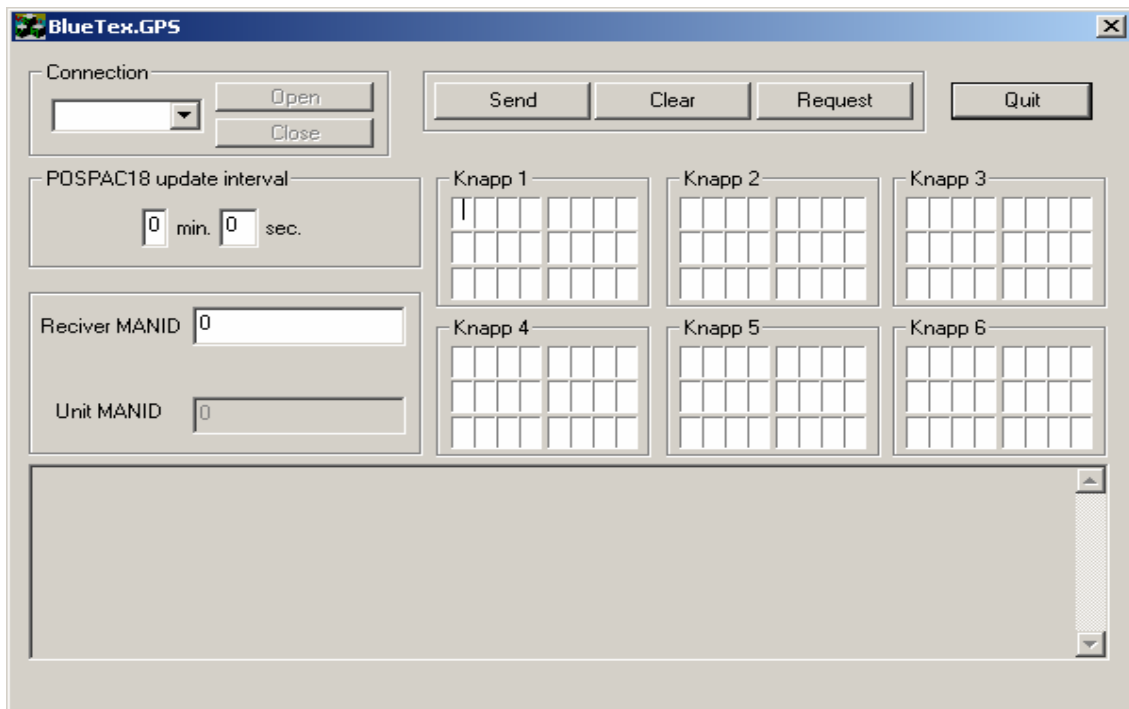 BlueTex.GPS
Connection
Open
Close
Send Clear Request Quit
POSPAC18 update interval
0 min. 0 sec.
Knapp 1 Knapp 2 Knapp 3
Reciver MANID 0
Unit MANID 0
Knapp 4 Knapp 5 Knapp 6